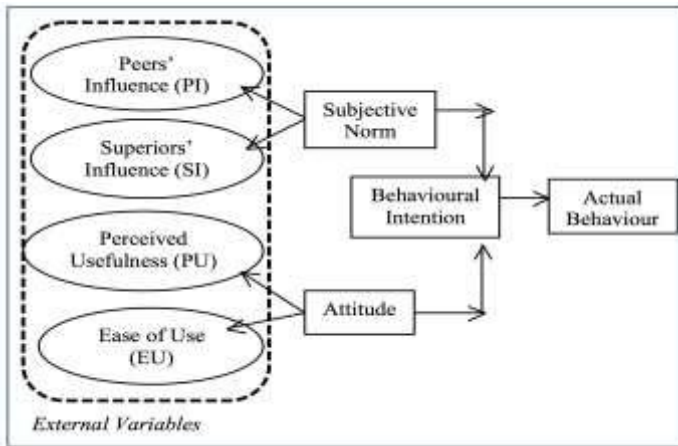 Peers'
Influence (PI)
Superiors'
Influence (SI)
Perceived
Usefulness (PU)
Ease of Use
(EU)
External Variables
Subjective
Norm
Attitude
Behavioural
Intention
Actual
Behaviour